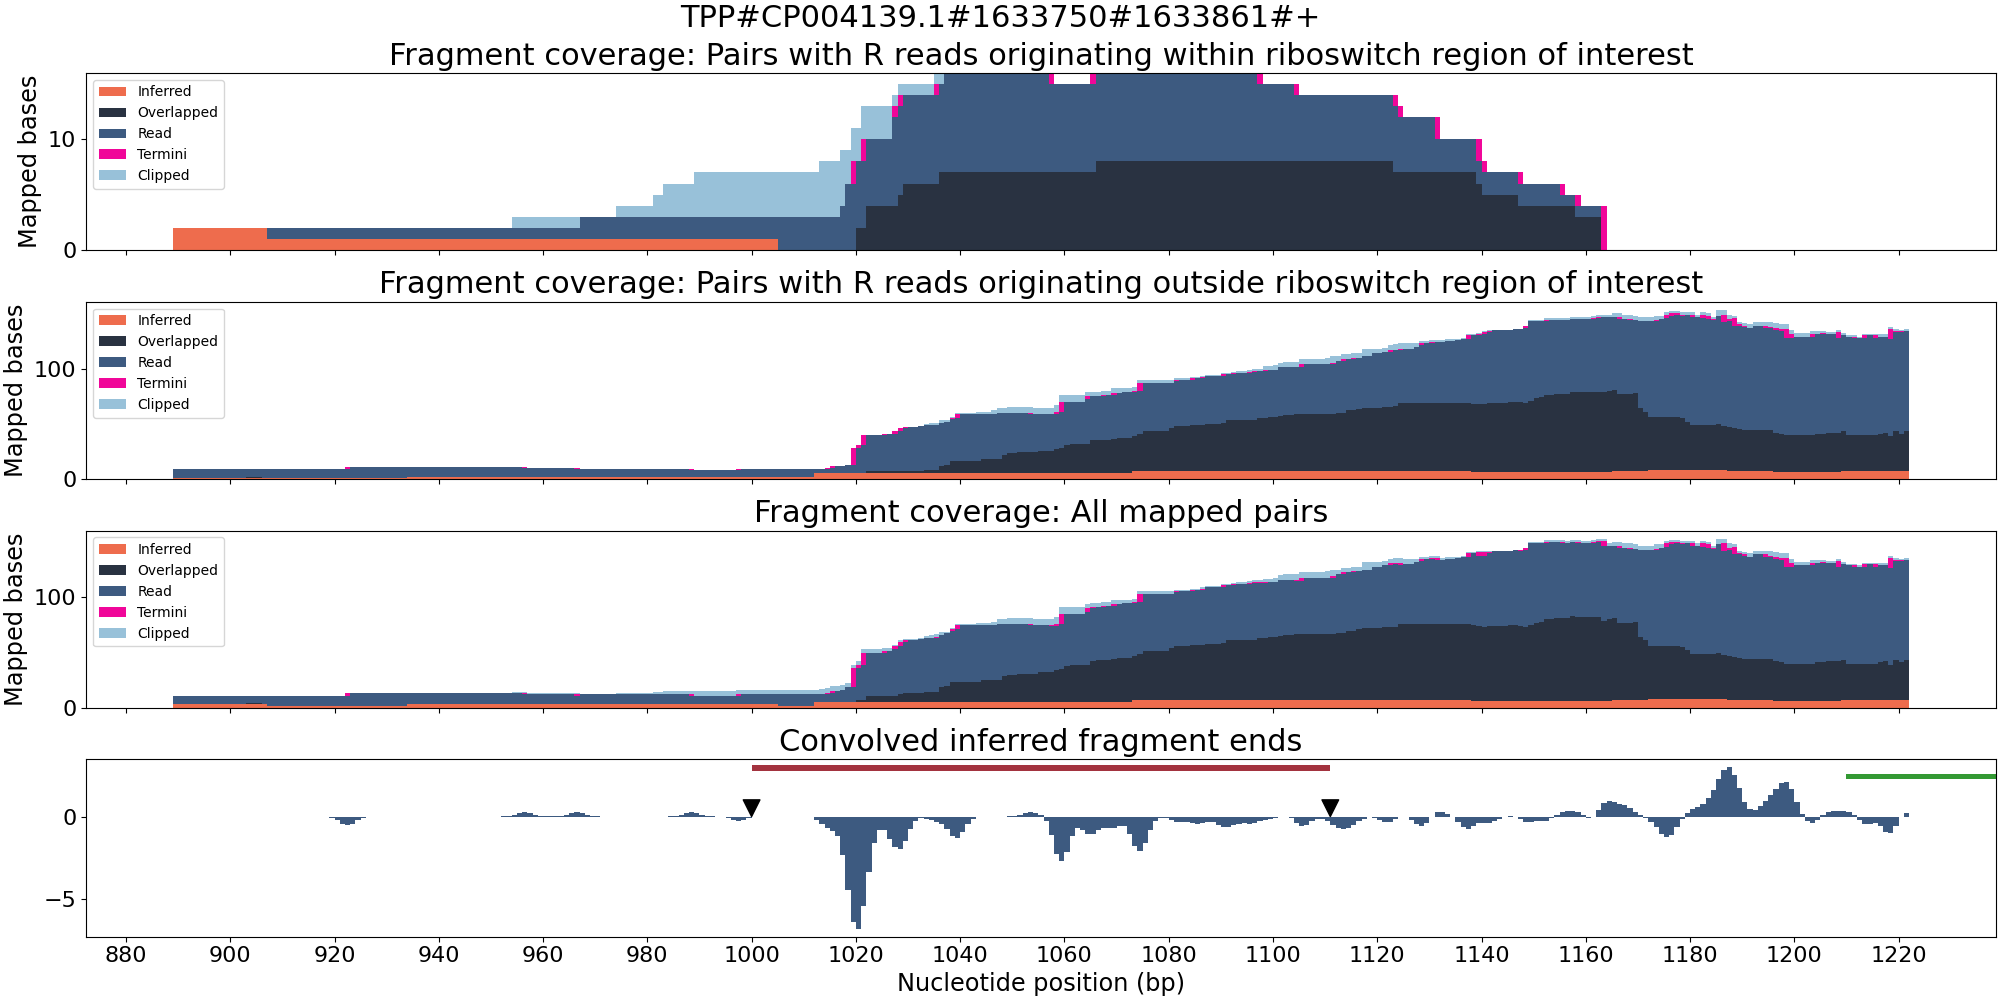 TPP#CP004139.1#1633750#1633861#+
Fragment coverage: Pairs with R reads originating within riboswitch region of interest
Mapped bases
10
0
Inferred
Overlapped
Read
Termini
Clipped
Fragment coverage: Pairs with R reads originating outside riboswitch region of interest
Mapped bases
100
0
Inferred
Overlapped
Read
Termini
Clipped
Fragment coverage: All mapped pairs
Mapped bases
100
0
Inferred
Overlapped
Read
Termini
Clipped
Convolved inferred fragment ends
0
−5
880 900 920 940 960 980 1000 1020 1040 1060 1080 1100 1120 1140 1160 1180 1200 1220
Nucleotide position (bp)